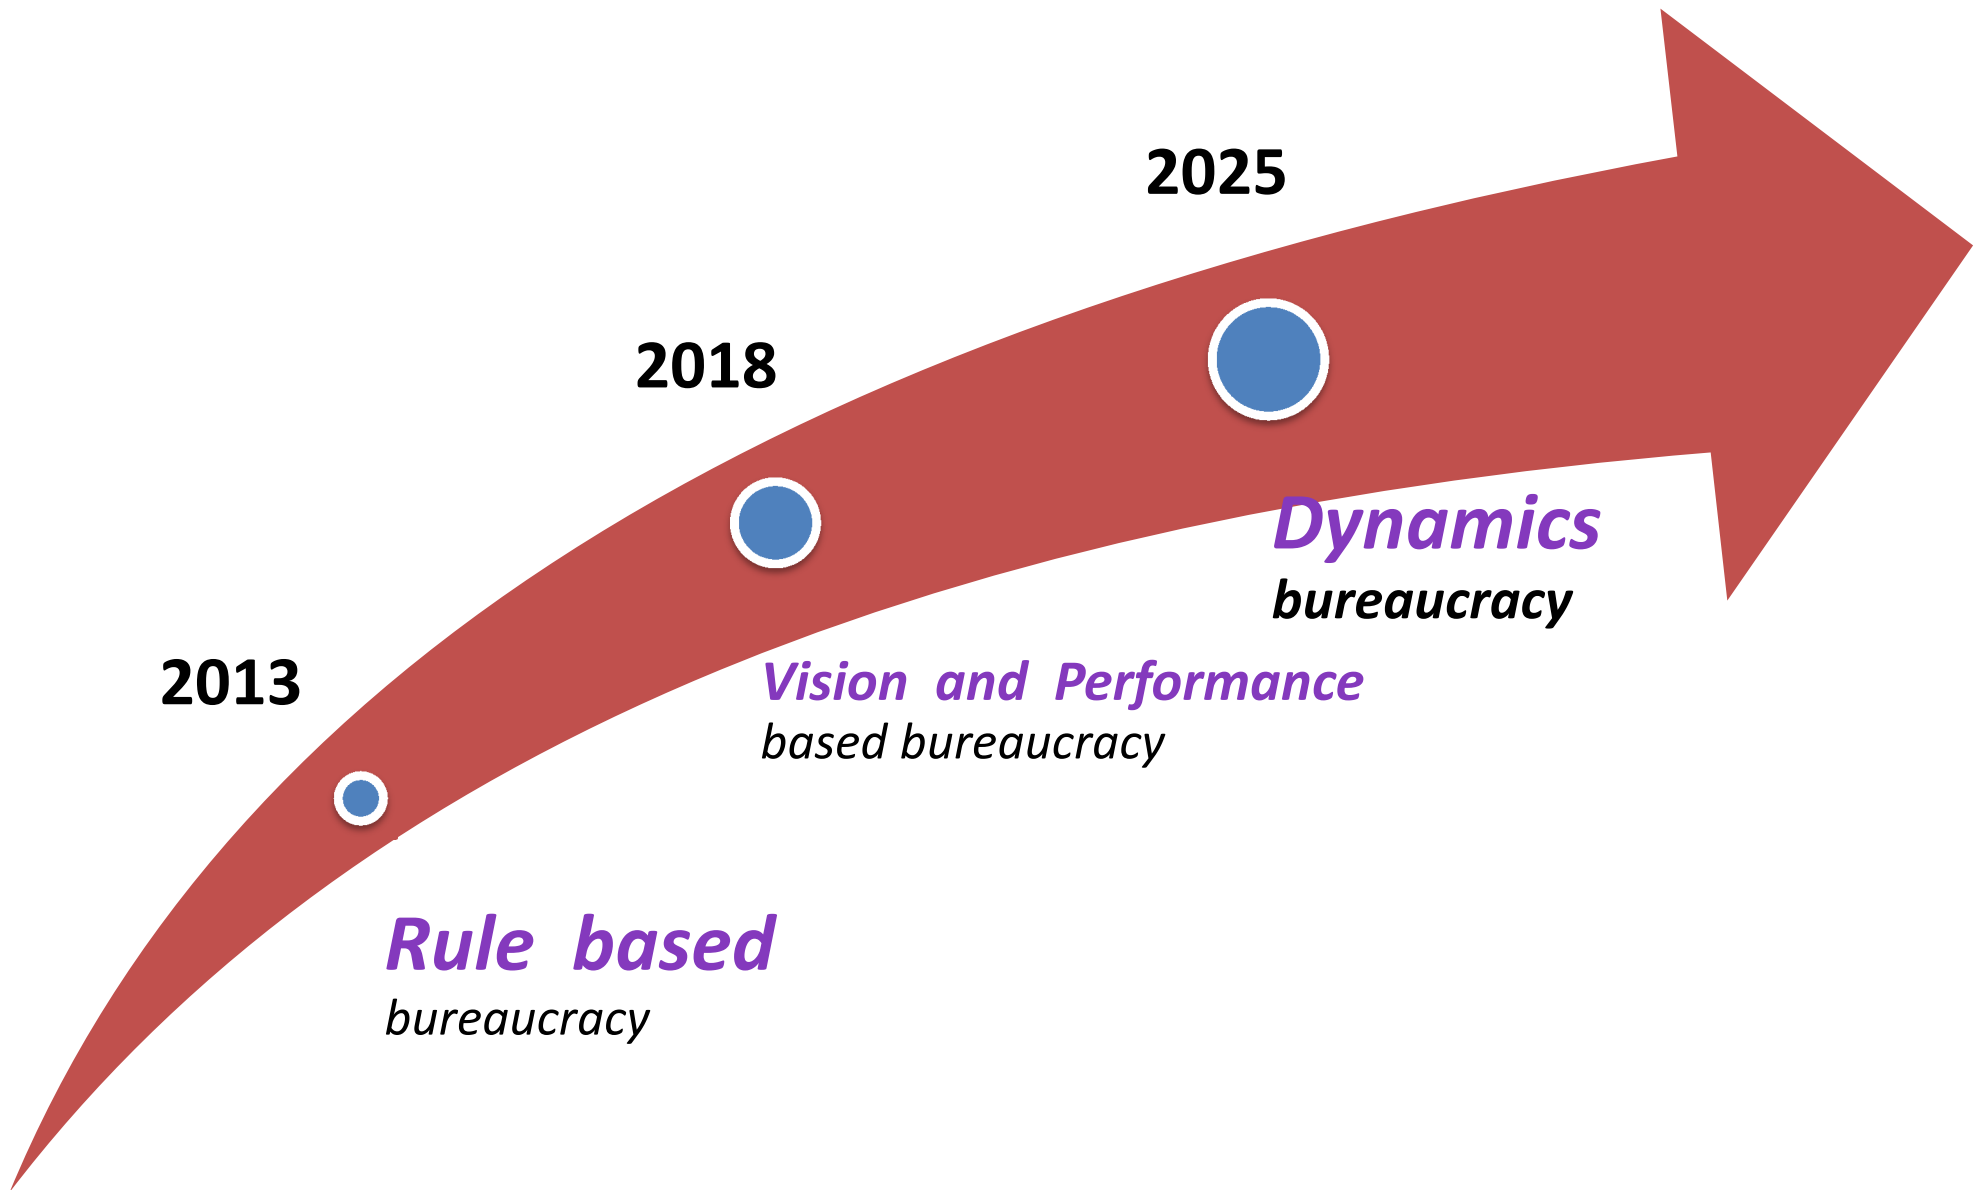 2025
2018
2013
Dynamics
bureaucracy
Vision and Performance
based bureaucracy
Rule based
bureaucracy